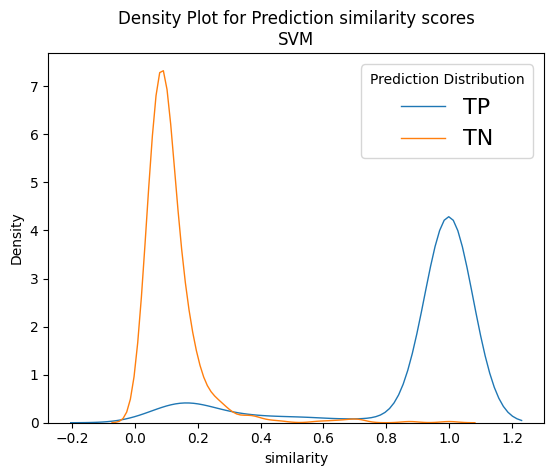 Density Plot for Prediction similarity scores
SVM
Prediction Distribution
TP
TN
Density
7
6
5
4
3
2
1
0
−0.2 0.0 0.2 0.4 0.6 0.8 1.0 1.2
similarity